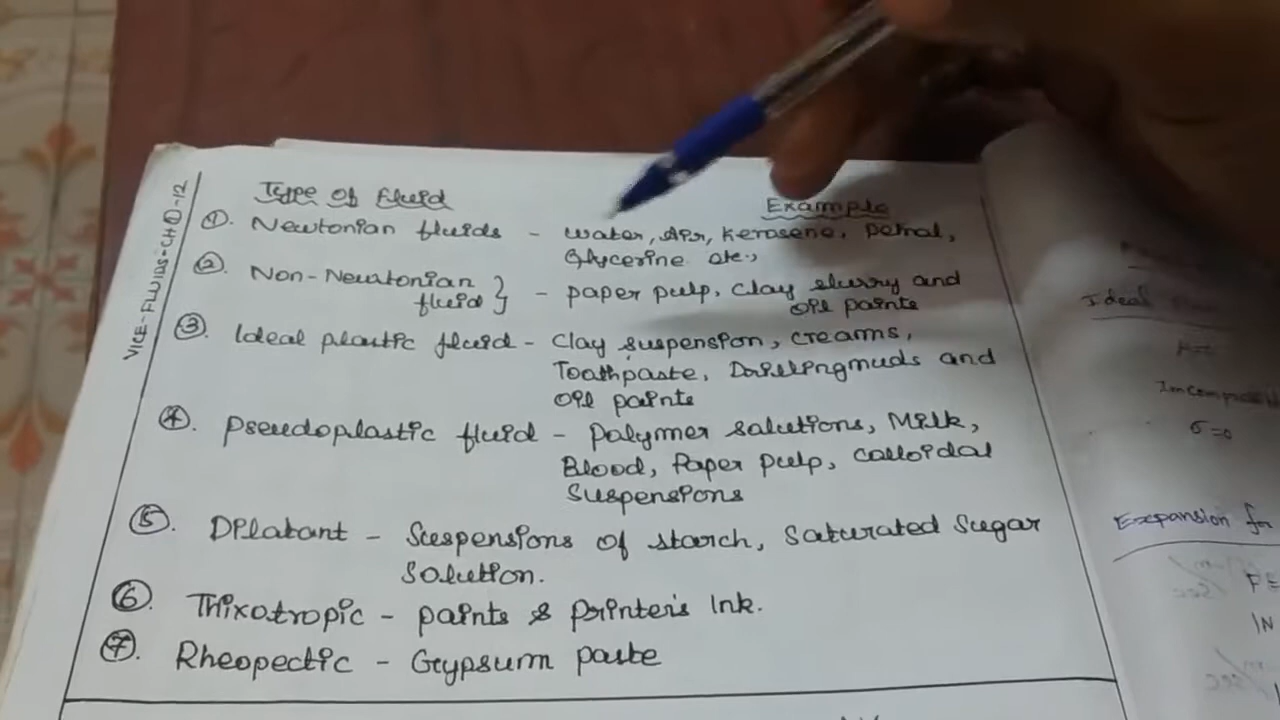 VICE-FLUIDS-CH①-12
Type of Fluid Example
①. Newtonian fluids - water, Air, Kerosene, petrol,
Glycerine etc.,
②. Non-Newtonian
fluid } - paper pulp, clay slurry and
Oil paints
③. Ideal plastic fluid - Clay suspension, creams,
Toothpaste, Drillingmuds and
Oil paints
④. Pseudoplastic fluid - Polymer solutions, Milk,
Blood, Paper pulp, Colloidal
Suspensions
⑤. Dilatant - Suspensions of starch, Saturated Sugar
Solution.
⑥. Thixotropic - paints & Printer's Ink.
⑦. Rheopectic - Gypsum paste
Ideal
σ=0
Expansion for
IN